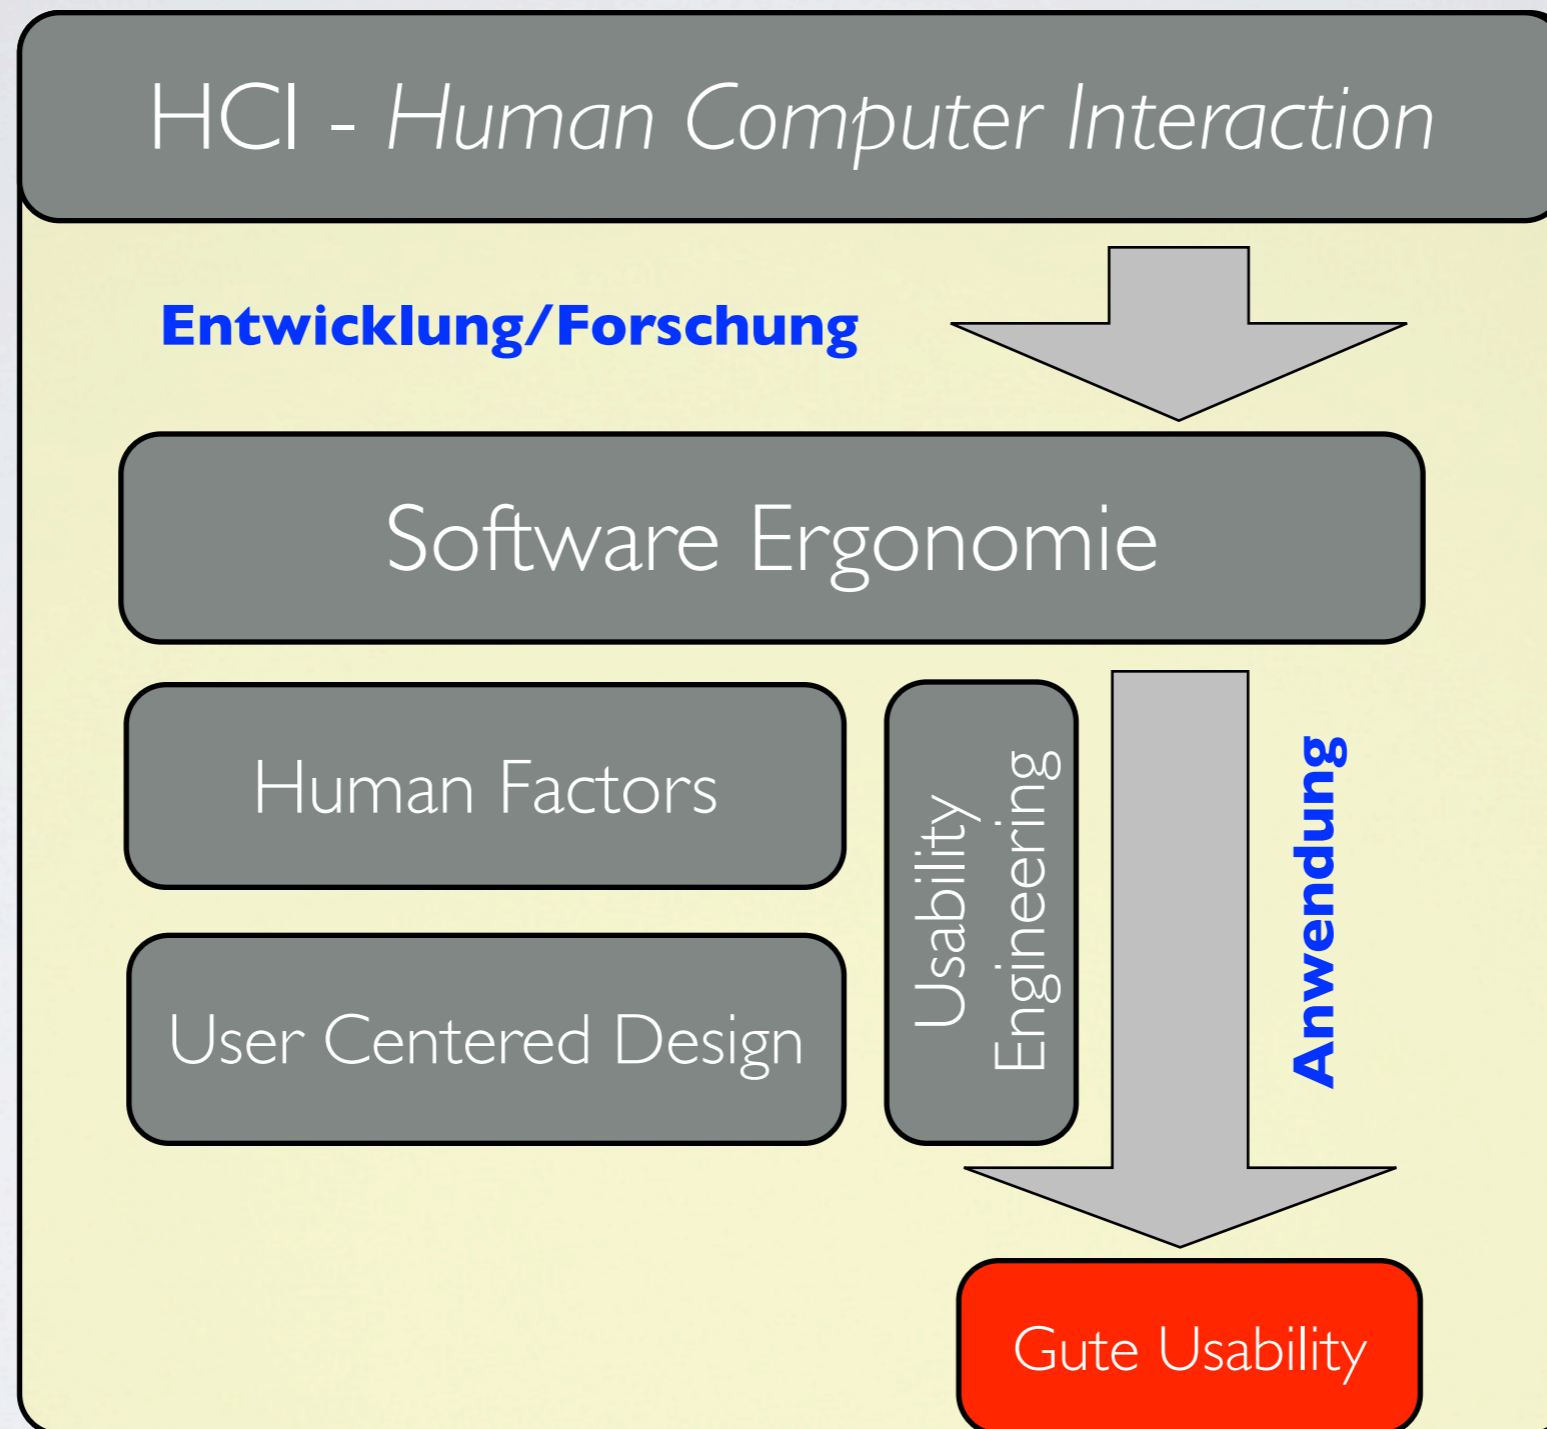 HCI - Human Computer Interaction
Entwicklung/Forschung
Software Ergonomie
Human Factors
Usability
Engineering
Anwendung
User Centered Design
Gute Usability